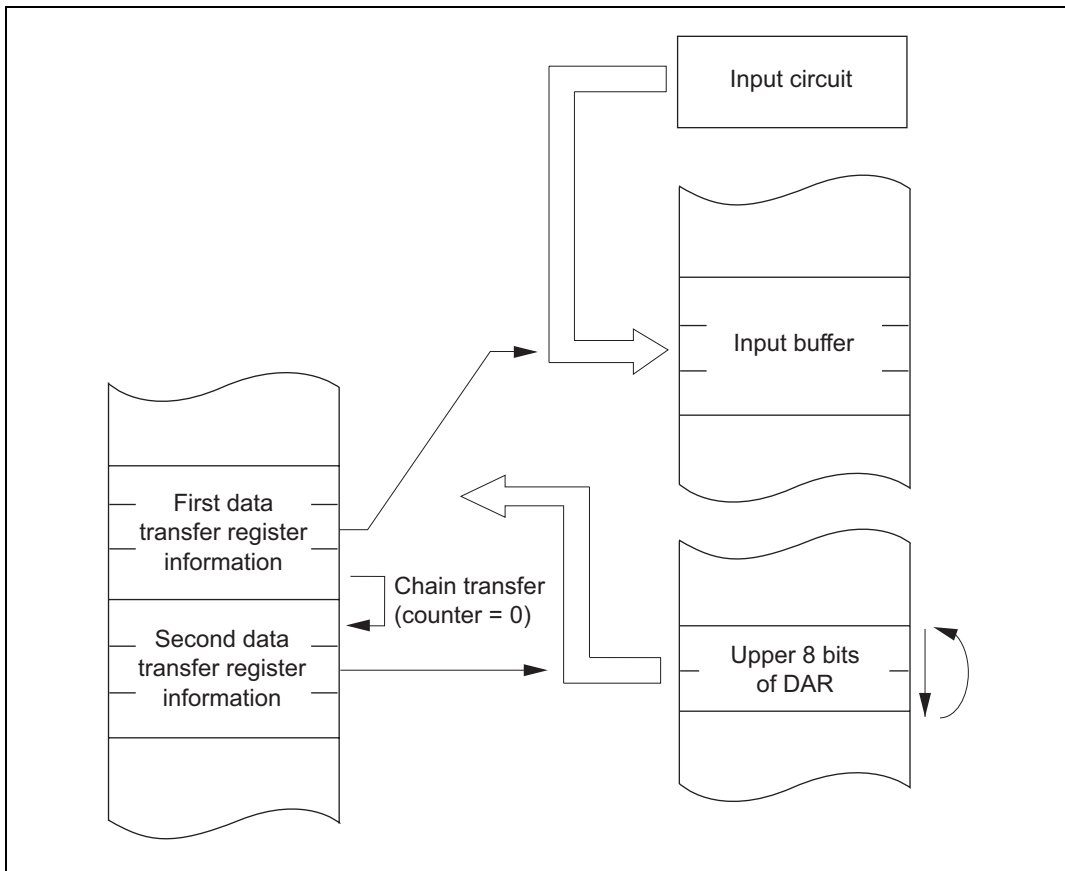 Input circuit
Input buffer
First data
transfer register
information
Chain transfer
(counter = 0)
Second data
transfer register
information
Upper 8 bits
of DAR